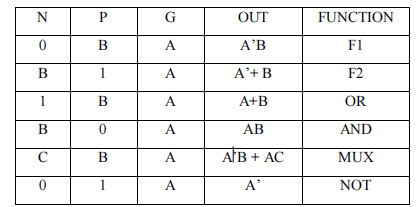 N P G OUT FUNCTION
0 B A A’B F1
B 1 A A’+ B F2
1 B A A+B OR
B 0 A AB AND
C B A A’B + AC MUX
0 1 A A’ NOT